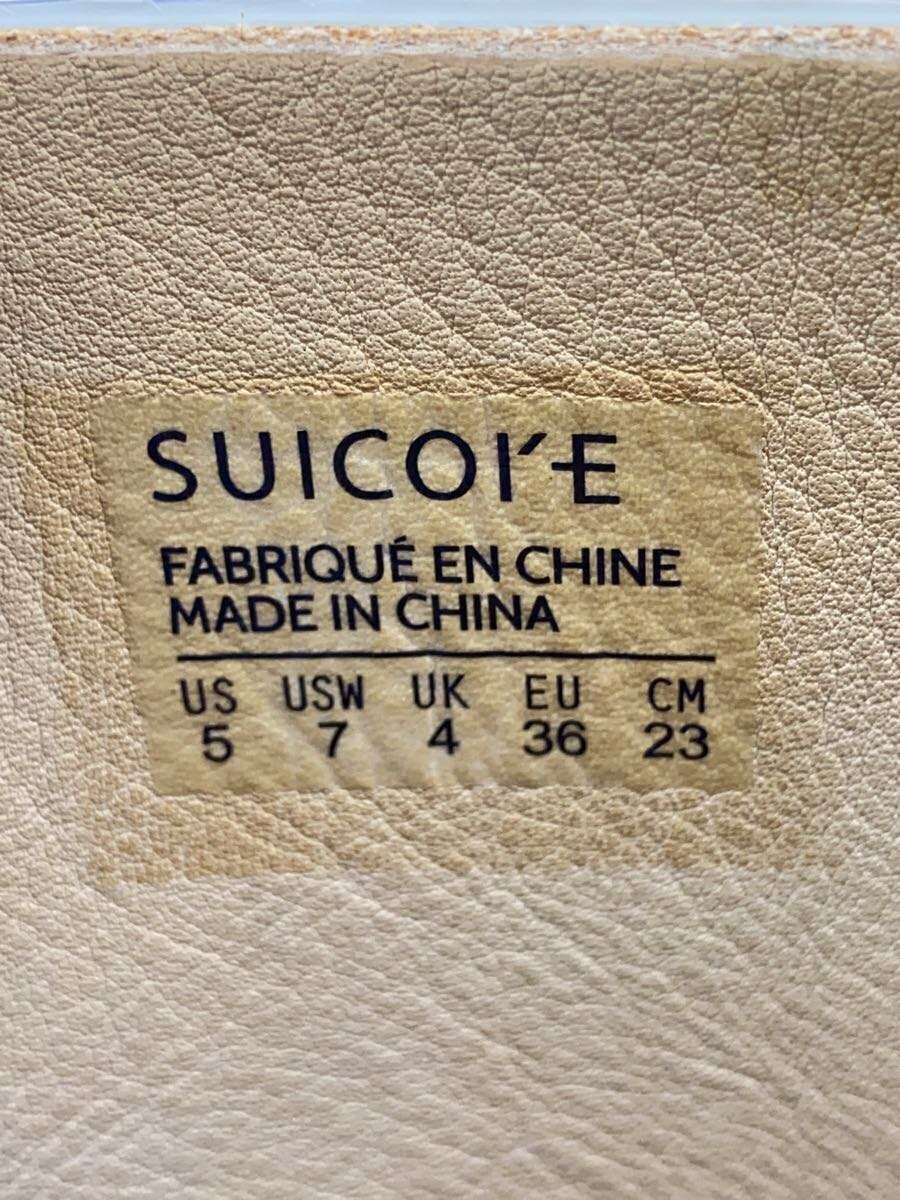 SUICOKE
FABRIQUÉ EN CHINE
MADE IN CHINA
US USW UK EU CM
5 7 4 36 23